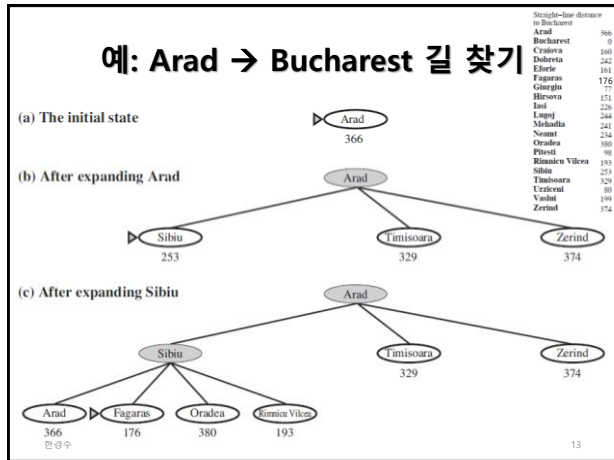 Straight-line distance
to Bucharest
Arad 366
Bucharest 0
Craiova 160
Dobreta 242
Eforie 161
Fagaras 176
Giurgiu 77
Hirsova 151
Iasi 226
Lugoj 244
Mehadia 241
Neamt 234
Oradea 380
Pitesti 98
Rimnicu Vilcea 193
Sibiu 253
Timisoara 329
Urziceni 80
Vaslui 199
Zerind 374
예: Arad → Bucharest 길 찾기
(a) The initial state
Arad
366
(b) After expanding Arad
Arad
Sibiu Timisoara Zerind
253 329 374
(c) After expanding Sibiu
Arad
Sibiu Timisoara Zerind
329 374
Arad Fagaras Oradea Rimnicu Vilcea
366 176 380 193
한광수 13